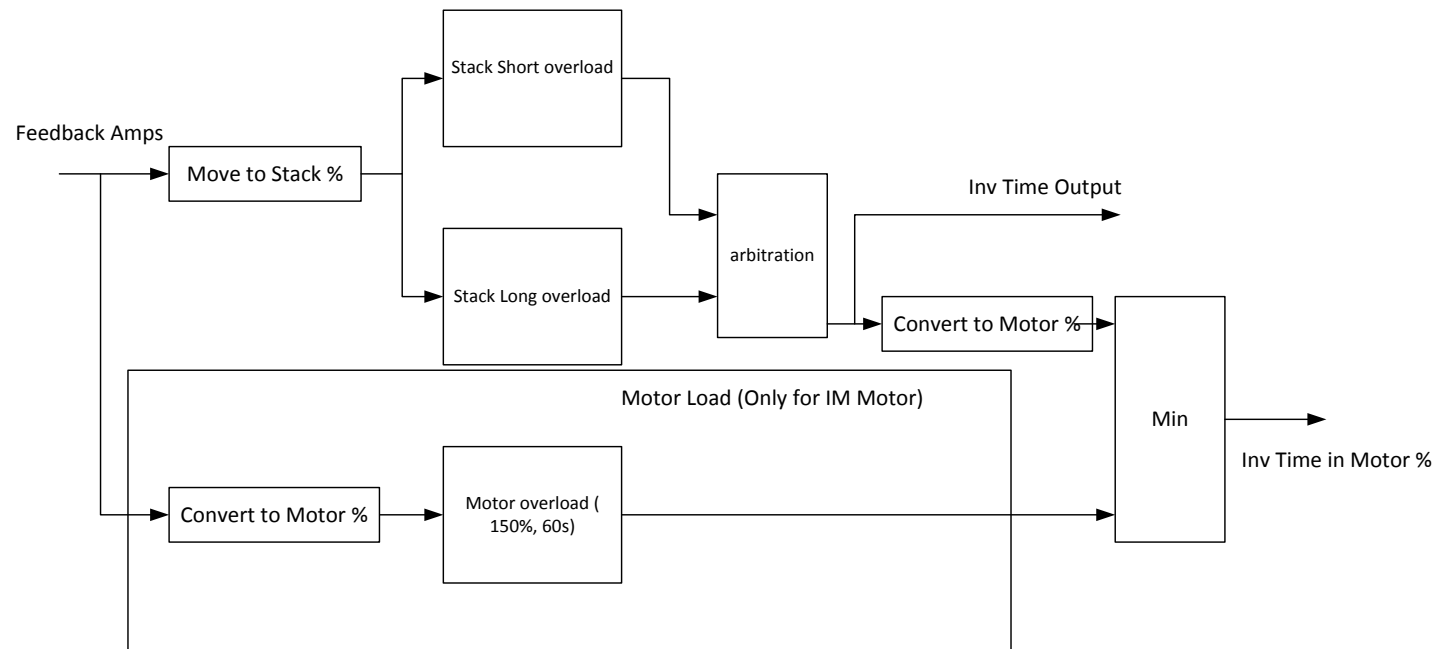 Stack Short overload
Feedback Amps
Move to Stack %
Inv Time Output
arbitration
Stack Long overload
Convert to Motor %
Motor Load (Only for IM Motor)
Min
Inv Time in Motor %
Convert to Motor %
Motor overload (
150%, 60s)